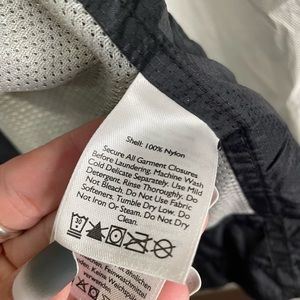 Shell: 100% Nylon
Secure All Garment Closures
Before Laundering. Machine Wash
Cold Delicate Separately. Use Mild
Detergent. Rinse Thoroughly. Do
Not Bleach. Do Not Use Fabric
Softeners. Tumble Dry Low. Do
Not Iron Or Steam. Do Not Dry
Clean.
30